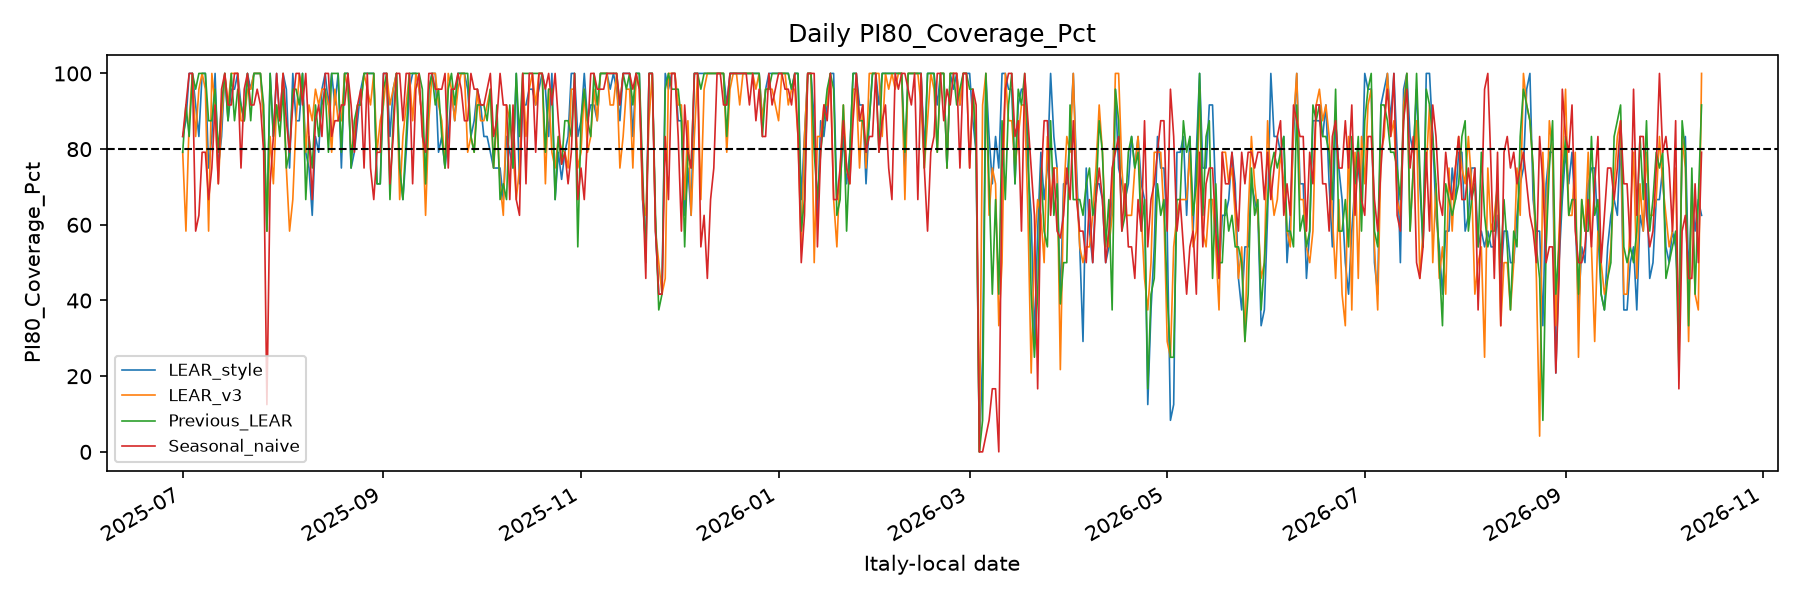 Daily PI80_Coverage_Pct
PI80_Coverage_Pct
100
80
60
40
20
0
LEAR_style
LEAR_v3
Previous_LEAR
Seasonal_naive
2025-07
2025-09
2025-11
2026-01
2026-03
2026-05
2026-07
2026-09
2026-11
Italy-local date